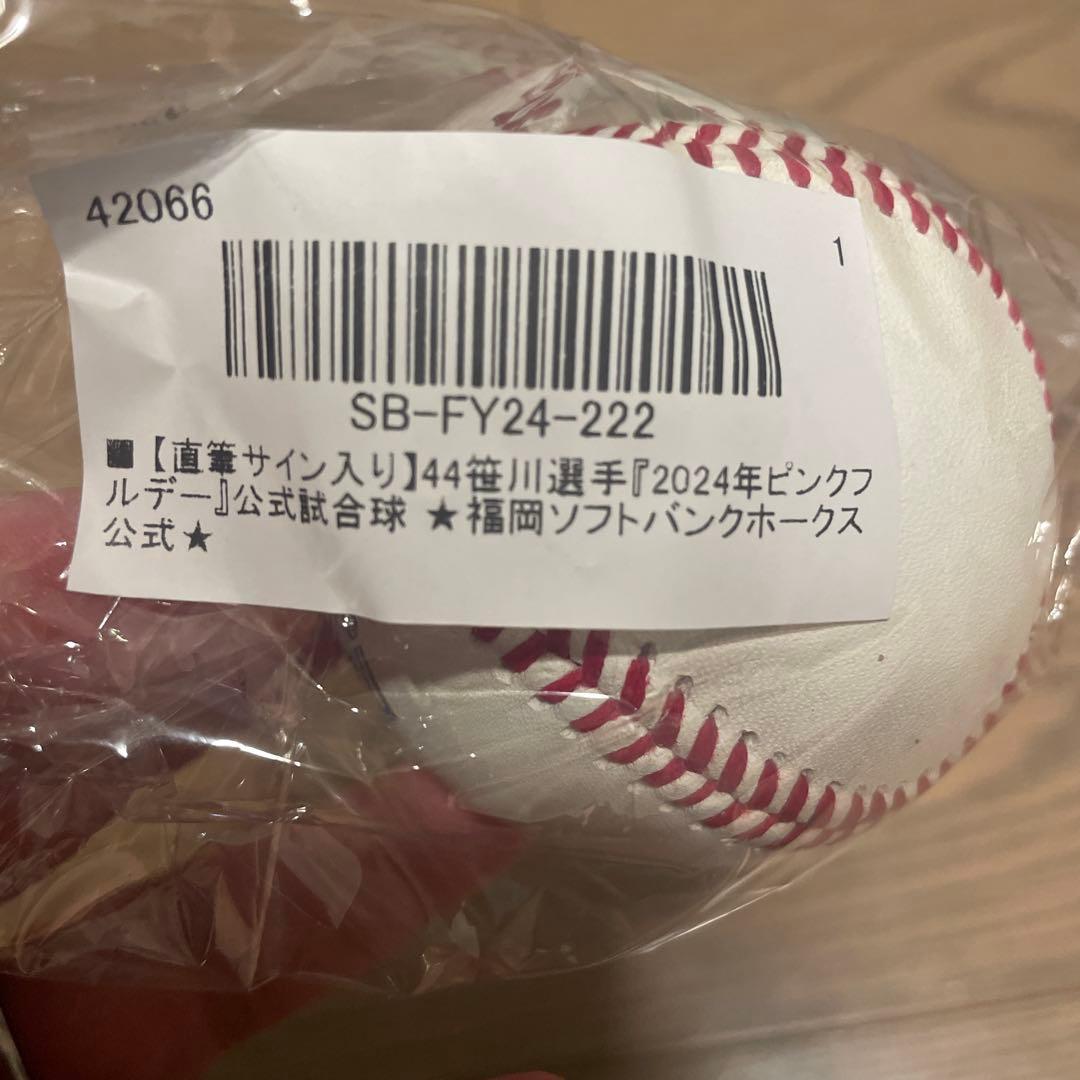 42066
1
SB-FY24-222
■【直筆サイン入り】44笹川選手『2024年ピンクフ
ルデー』公式試合球 ★福岡ソフトバンクホークス
公式★